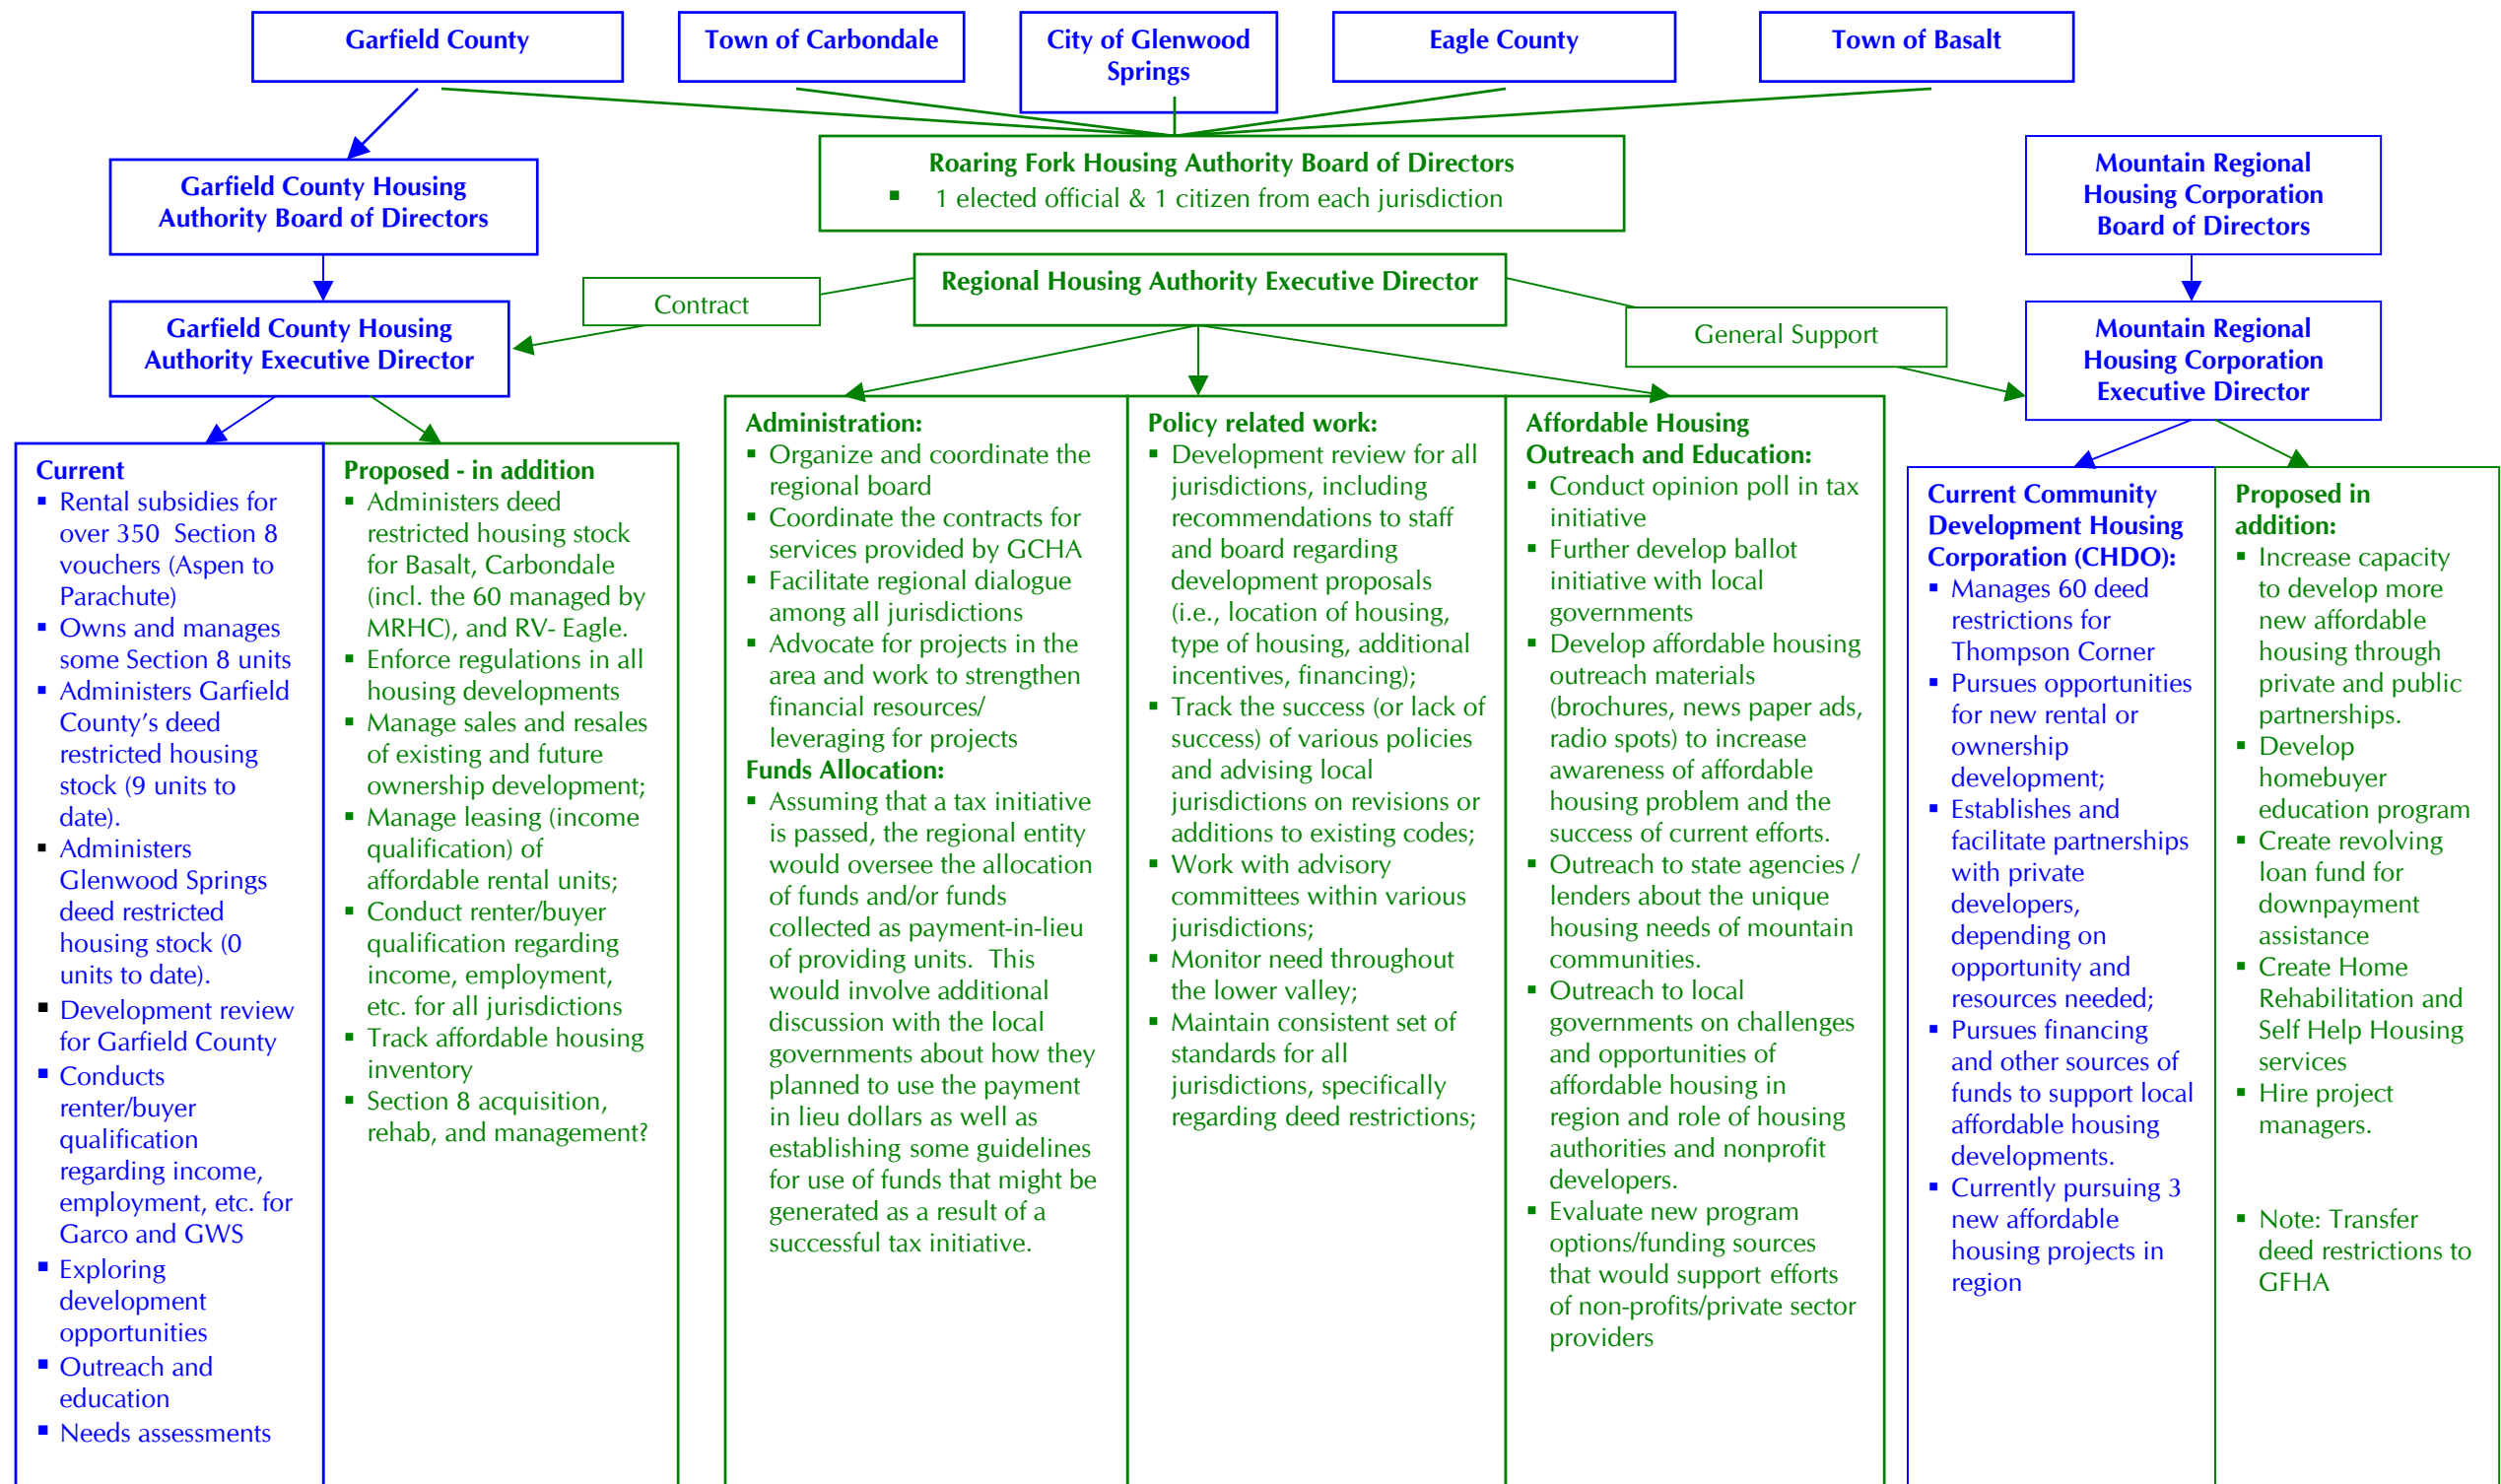 Garfield County
Town of Carbondale
City of Glenwood
Springs
Eagle County
Town of Basalt
Roaring Fork Housing Authority Board of Directors
▪ 1 elected official & 1 citizen from each jurisdiction
Garfield County Housing
Authority Board of Directors
Mountain Regional
Housing Corporation
Board of Directors
Regional Housing Authority Executive Director
Contract
General Support
Garfield County Housing
Authority Executive Director
Mountain Regional
Housing Corporation
Executive Director
Current
▪ Rental subsidies for
over 350 Section 8
vouchers (Aspen to
Parachute)
▪ Owns and manages
some Section 8 units
▪ Administers Garfield
County’s deed
restricted housing
stock (9 units to
date).
▪ Administers
Glenwood Springs
deed restricted
housing stock (0
units to date).
▪ Development review
for Garfield County
▪ Conducts
renter/buyer
qualification
regarding income,
employment, etc. for
Garco and GWS
▪ Exploring
development
opportunities
▪ Outreach and
education
▪ Needs assessments
Proposed - in addition
▪ Administers deed
restricted housing stock
for Basalt, Carbondale
(incl. the 60 managed by
MRHC), and RV- Eagle.
▪ Enforce regulations in all
housing developments
▪ Manage sales and resales
of existing and future
ownership development;
▪ Manage leasing (income
qualification) of
affordable rental units;
▪ Conduct renter/buyer
qualification regarding
income, employment,
etc. for all jurisdictions
▪ Track affordable housing
inventory
▪ Section 8 acquisition,
rehab, and management?
Administration:
▪ Organize and coordinate the
regional board
▪ Coordinate the contracts for
services provided by GCHA
▪ Facilitate regional dialogue
among all jurisdictions
▪ Advocate for projects in the
area and work to strengthen
financial resources/
leveraging for projects
Funds Allocation:
▪ Assuming that a tax initiative
is passed, the regional entity
would oversee the allocation
of funds and/or funds
collected as payment-in-lieu
of providing units. This
would involve additional
discussion with the local
governments about how they
planned to use the payment
in lieu dollars as well as
establishing some guidelines
for use of funds that might be
generated as a result of a
successful tax initiative.
Policy related work:
▪ Development review for all
jurisdictions, including
recommendations to staff
and board regarding
development proposals
(i.e., location of housing,
type of housing, additional
incentives, financing);
▪ Track the success (or lack of
success) of various policies
and advising local
jurisdictions on revisions or
additions to existing codes;
▪ Work with advisory
committees within various
jurisdictions;
▪ Monitor need throughout
the lower valley;
▪ Maintain consistent set of
standards for all
jurisdictions, specifically
regarding deed restrictions;
Affordable Housing
Outreach and Education:
▪ Conduct opinion poll in tax
initiative
▪ Further develop ballot
initiative with local
governments
▪ Develop affordable housing
outreach materials
(brochures, news paper ads,
radio spots) to increase
awareness of affordable
housing problem and the
success of current efforts.
▪ Outreach to state agencies /
lenders about the unique
housing needs of mountain
communities.
▪ Outreach to local
governments on challenges
and opportunities of
affordable housing in
region and role of housing
authorities and nonprofit
developers.
▪ Evaluate new program
options/funding sources
that would support efforts
of non-profits/private sector
providers
Current Community
Development Housing
Corporation (CHDO):
▪ Manages 60 deed
restrictions for
Thompson Corner
▪ Pursues opportunities
for new rental or
ownership
development;
▪ Establishes and
facilitate partnerships
with private
developers,
depending on
opportunity and
resources needed;
▪ Pursues financing
and other sources of
funds to support local
affordable housing
developments.
▪ Currently pursuing 3
new affordable
housing projects in
region
Proposed in
addition:
▪ Increase capacity
to develop more
new affordable
housing through
private and public
partnerships.
▪ Develop
homebuyer
education program
▪ Create revolving
loan fund for
downpayment
assistance
▪ Create Home
Rehabilitation and
Self Help Housing
services
▪ Hire project
managers.
▪ Note: Transfer
deed restrictions to
GFHA